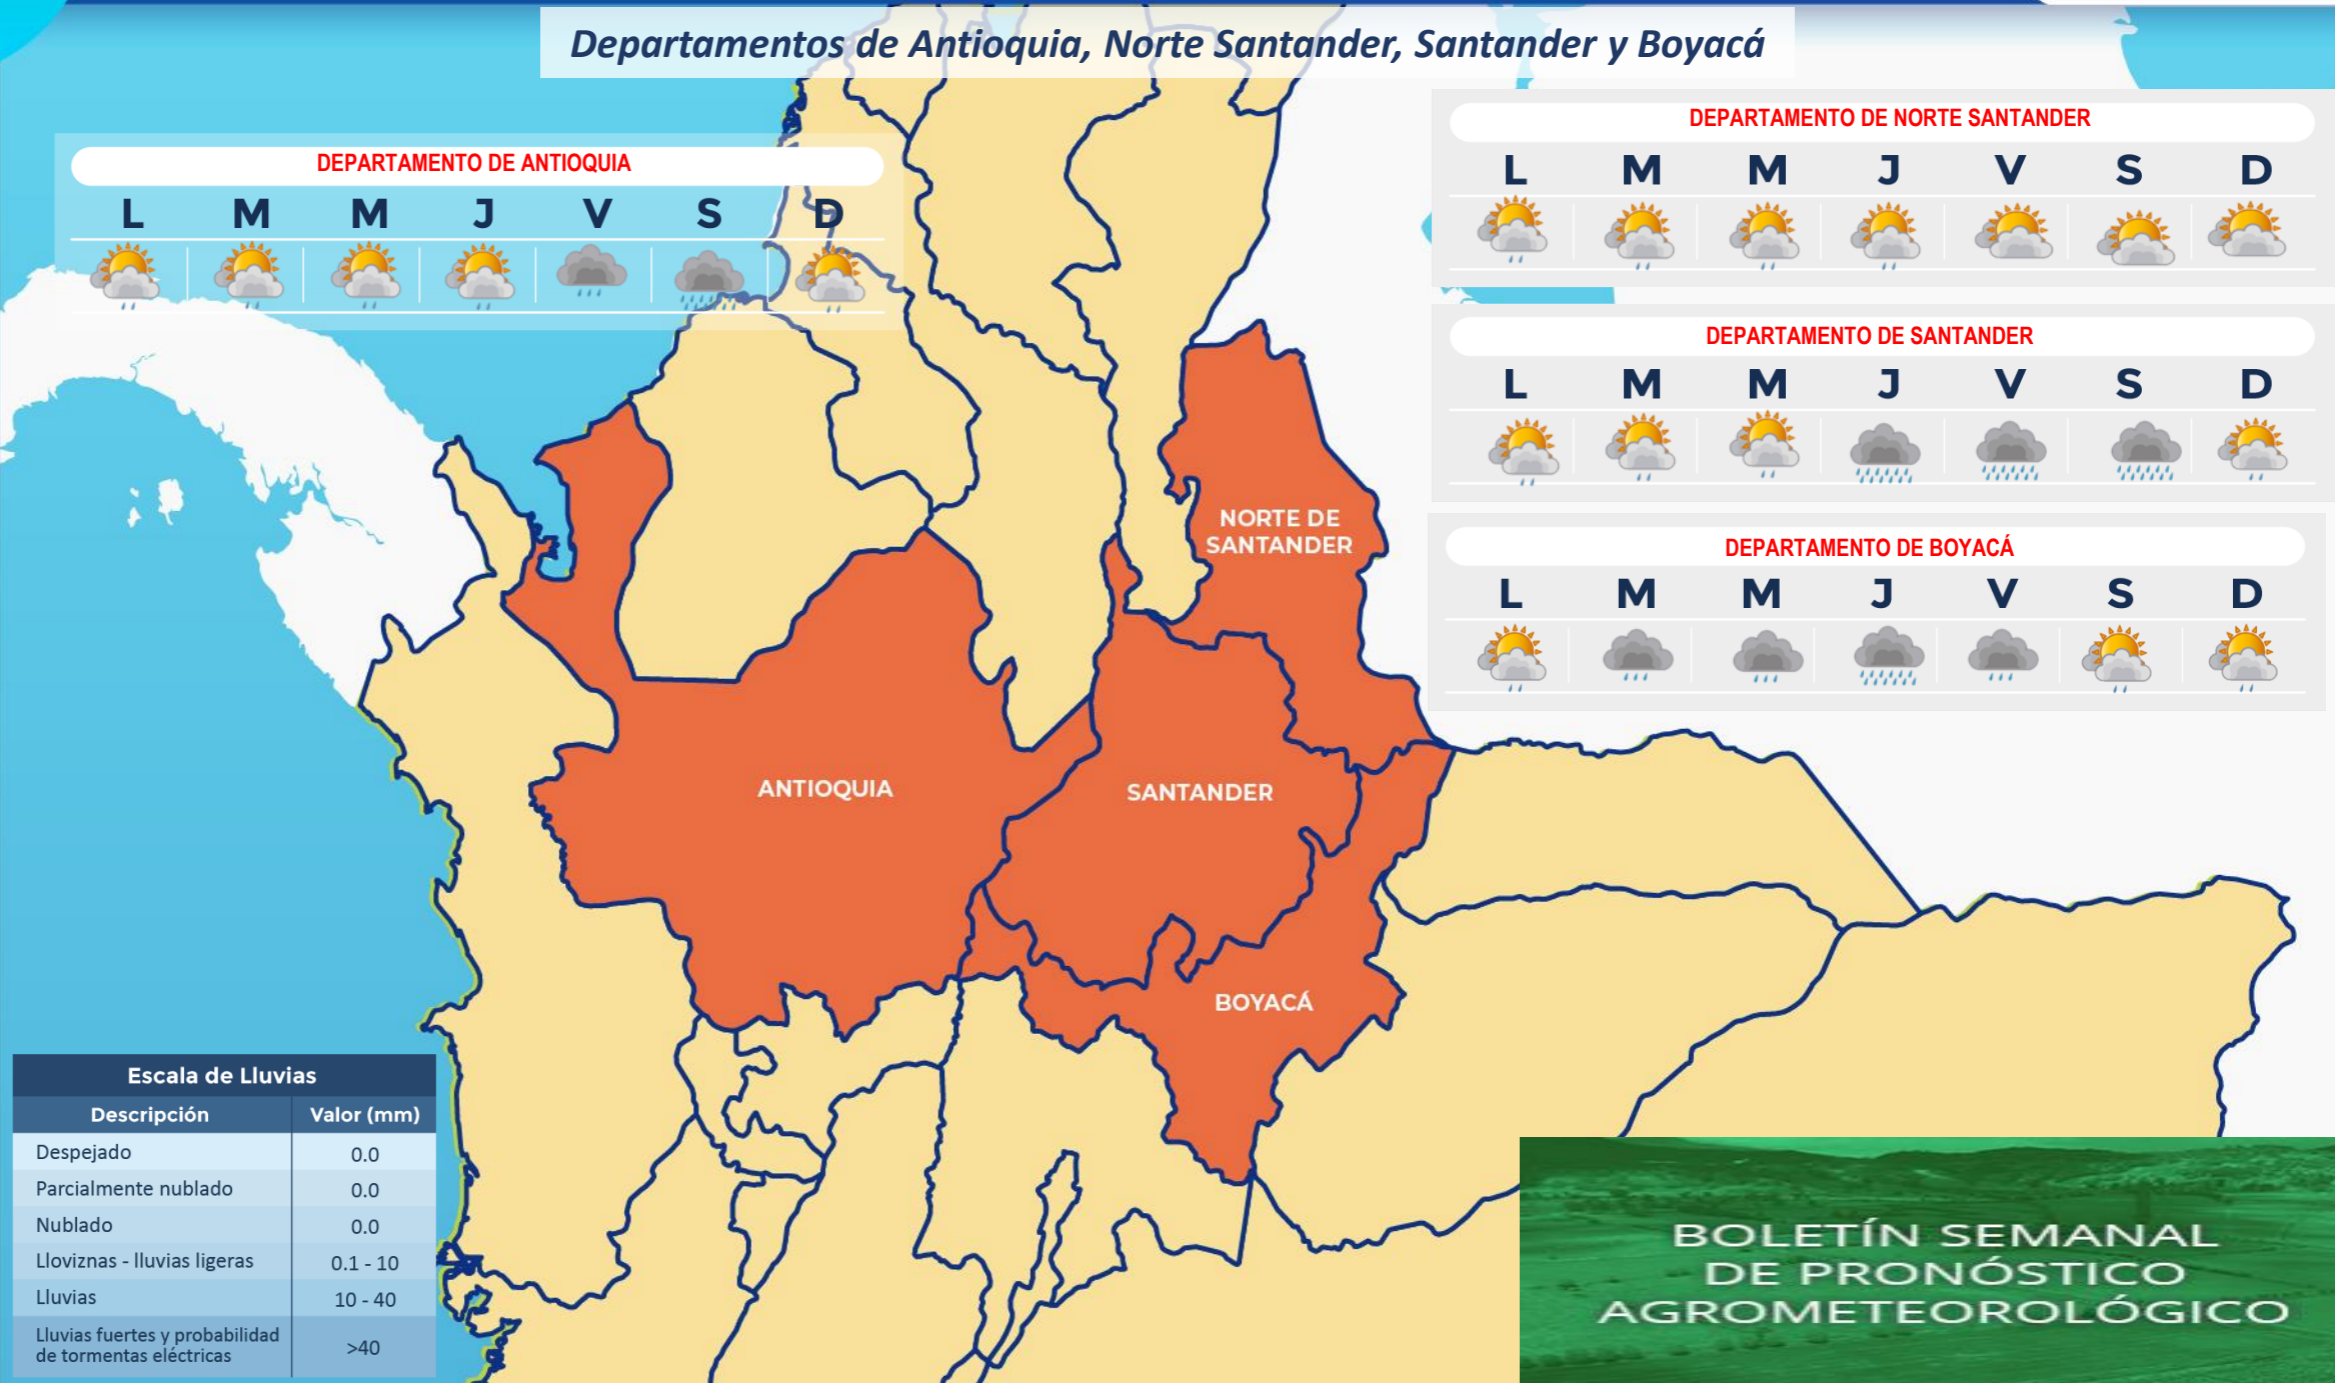 Departamentos de Antioquia, Norte Santander, Santander y Boyacá
DEPARTAMENTO DE ANTIOQUIA
L M M J V S D
DEPARTAMENTO DE NORTE SANTANDER
L M M J V S D
DEPARTAMENTO DE SANTANDER
L M M J V S D
DEPARTAMENTO DE BOYACÁ
L M M J V S D
NORTE DE
SANTANDER
ANTIOQUIA
SANTANDER
BOYACÁ
Escala de Lluvias
Descripción Valor (mm)
Despejado 0.0
Parcialmente nublado 0.0
Nublado 0.0
Lloviznas - lluvias ligeras 0.1 - 10
Lluvias 10 - 40
Lluvias fuertes y probabilidad
de tormentas eléctricas >40
BOLETÍN SEMANAL
DE PRONÓSTICO
AGROMETEOROLÓGICO